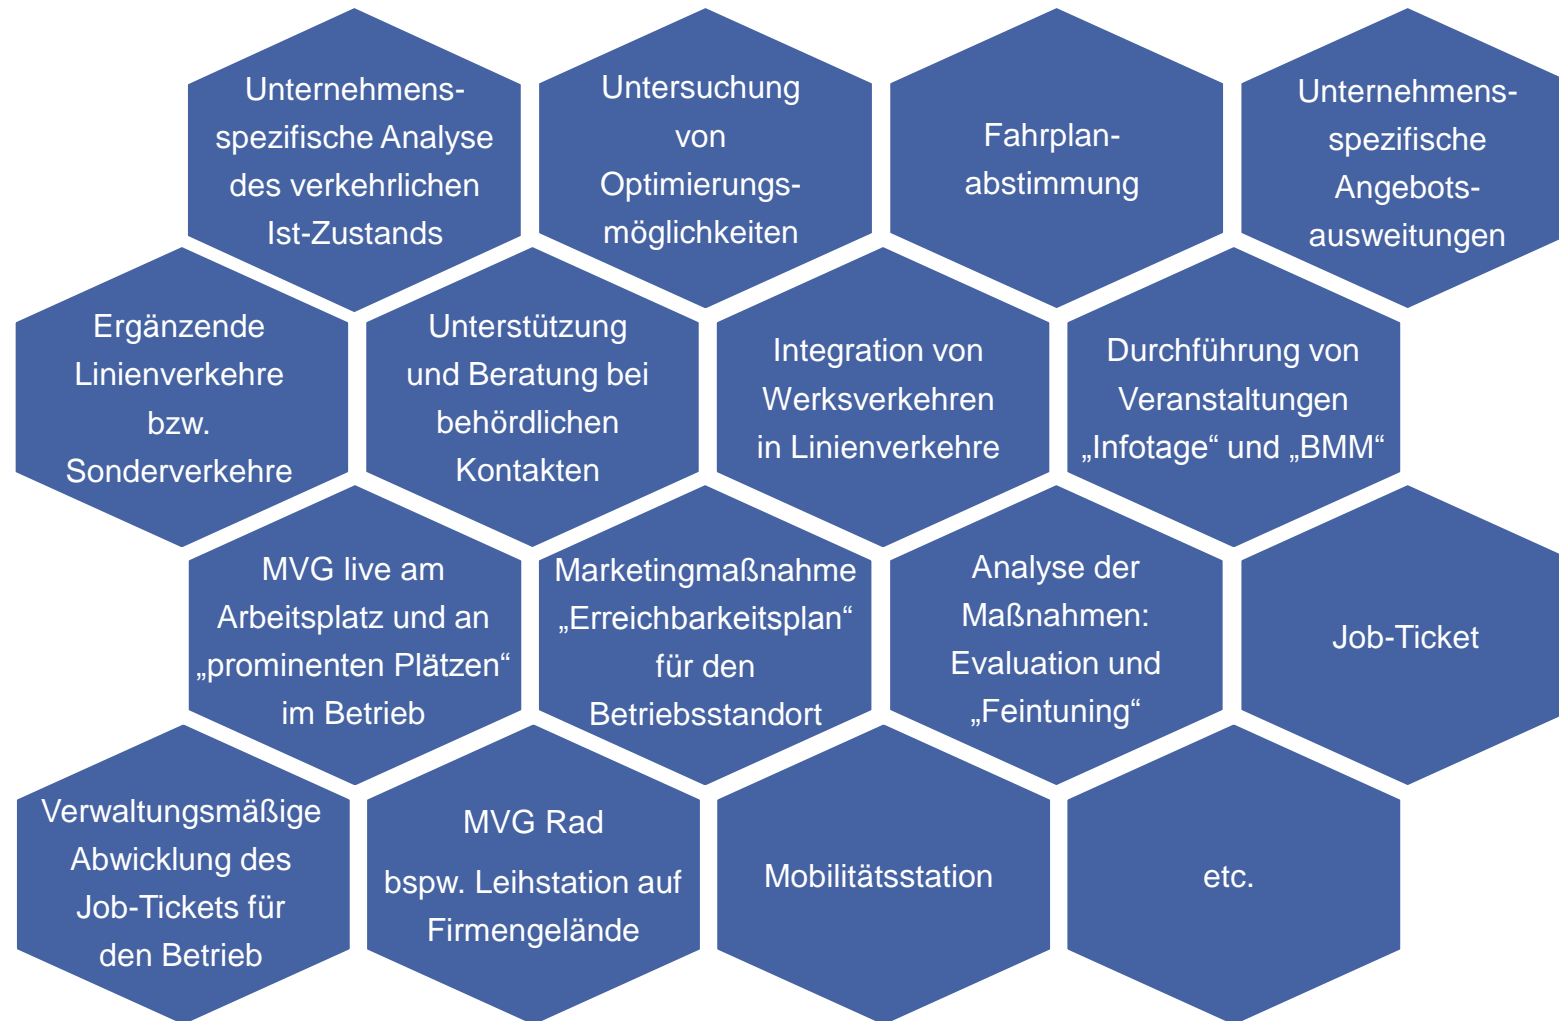 Unternehmens-
spezifische Analyse
des verkehrlichen
Ist-Zustands
Untersuchung
von
Optimierungs-
möglichkeiten
Fahrplan-
abstimmung
Unternehmens-
spezifische
Angebots-
ausweitungen
Ergänzende
Linienverkehre
bzw.
Sonderverkehre
Unterstützung
und Beratung bei
behördlichen
Kontakten
Integration von
Werksverkehren
in Linienverkehre
Durchführung von
Veranstaltungen
„Infotage“ und „BMM“
MVG live am
Arbeitsplatz und an
„prominenten Plätzen“
im Betrieb
Marketingmaßnahme
„Erreichbarkeitsplan“
für den
Betriebsstandort
Analyse der
Maßnahmen:
Evaluation und
„Feintuning“
Job-Ticket
Verwaltungsmäßige
Abwicklung des
Job-Tickets für
den Betrieb
MVG Rad
bspw. Leihstation auf
Firmengelände
Mobilitätsstation
etc.